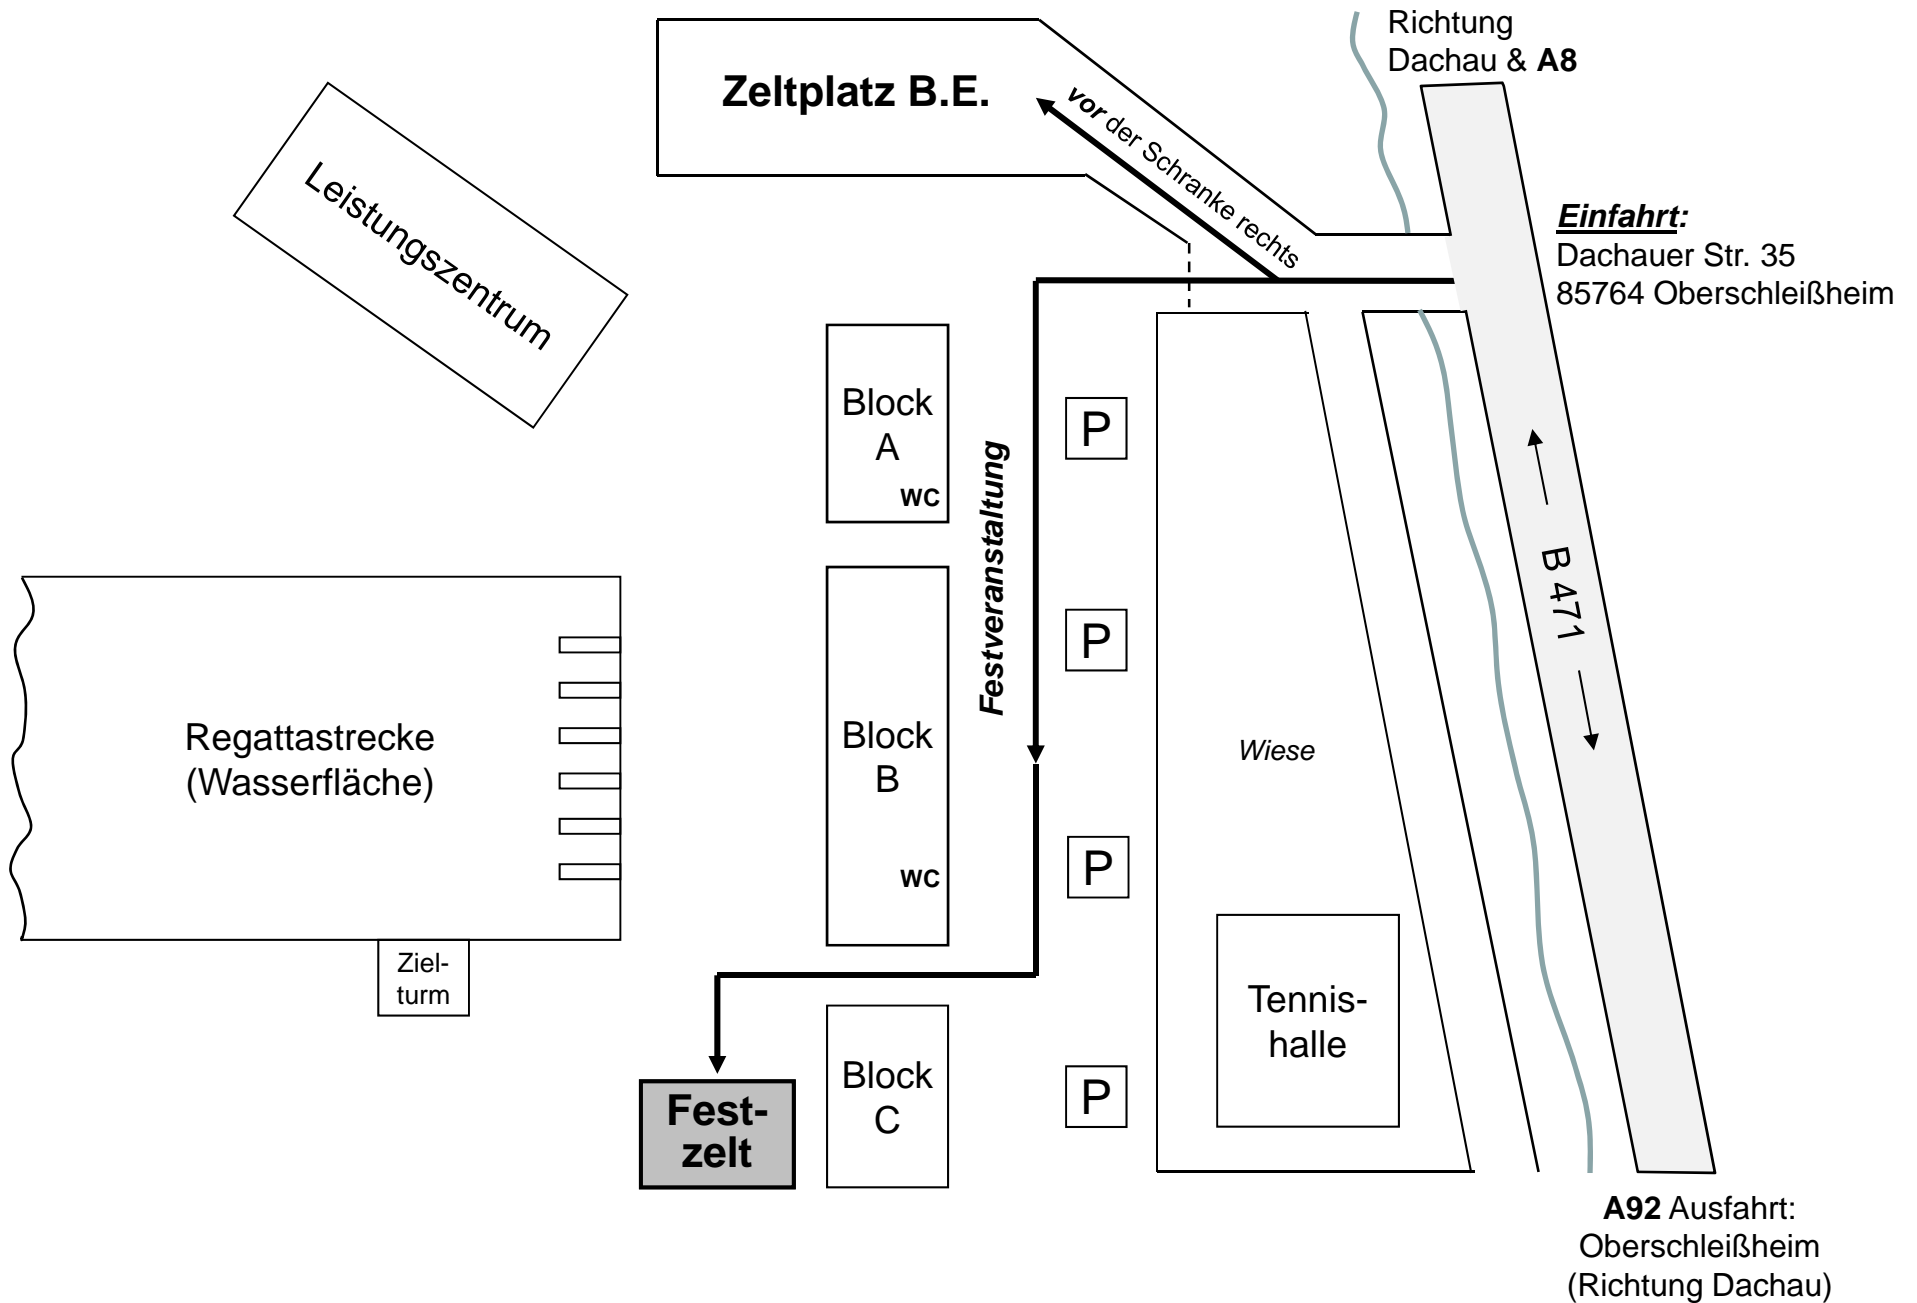 Richtung
Dachau & A8
Zeltplatz B.E.
vor der Schranke rechts
Leistungszentrum
Einfahrt:
Dachauer Str. 35
85764 Oberschleißheim
Block
A
WC
P
Festveranstaltung
B 471
P
Regattastrecke
(Wasserfläche)
Block
B
WC
Wiese
P
Ziel-
turm
Tennis-
halle
Fest-
zelt
Block
C
P
A92 Ausfahrt:
Oberschleißheim
(Richtung Dachau)